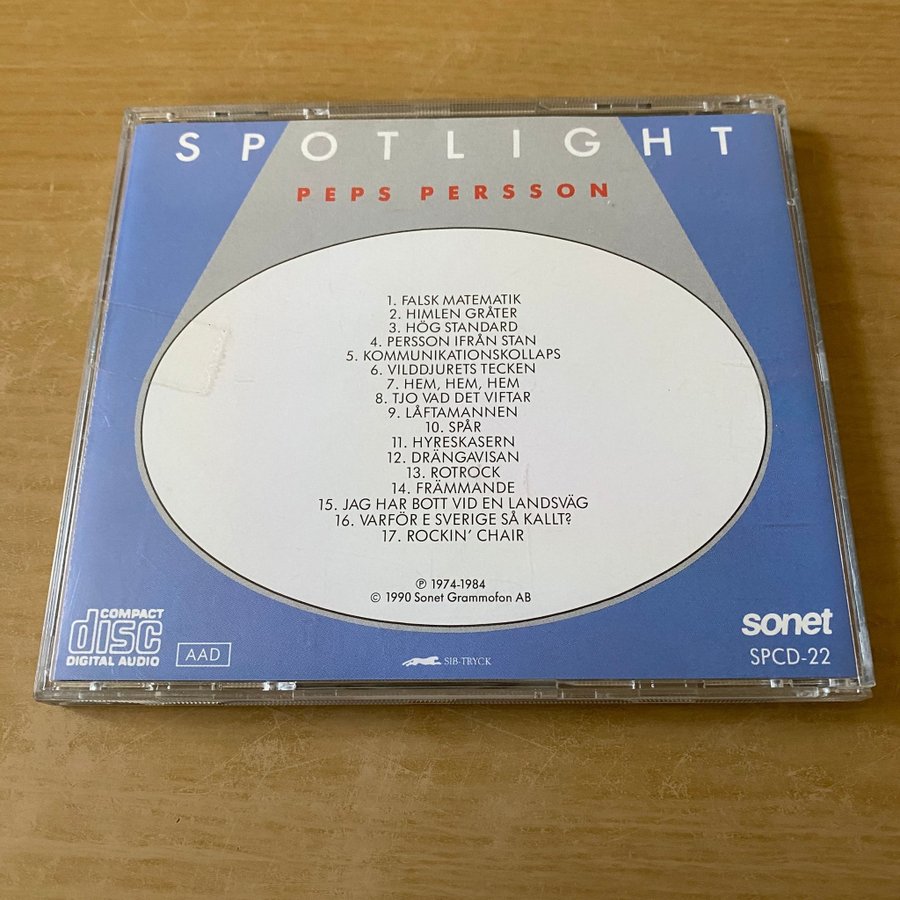 SPOTLIGHT
PEPS PERSSON
1. FALSK MATEMATIK
2. HIMLEN GRÅTER
3. HÖG STANDARD
4. PERSSON IFRÅN STAN
5. KOMMUNIKATIONSKOLLAPS
6. VILDDJURETS TECKEN
7. HEM, HEM, HEM
8. TJO VAD DET VIFTAR
9. LÅFTAMANNEN
10. SPÅR
11. HYRESKASERN
12. DRÄNGAVISAN
13. ROTROCK
14. FRÄMMANDE
15. JAG HAR BOTT VID EN LANDSVÄG
16. VARFÖR E SVERIGE SÅ KALLT?
17. ROCKIN' CHAIR
℗ 1974-1984
© 1990 Sonet Grammofon AB
COMPACT
disc
DIGITAL AUDIO
AAD
SIB-TRYCK
sonet
SPCD-22